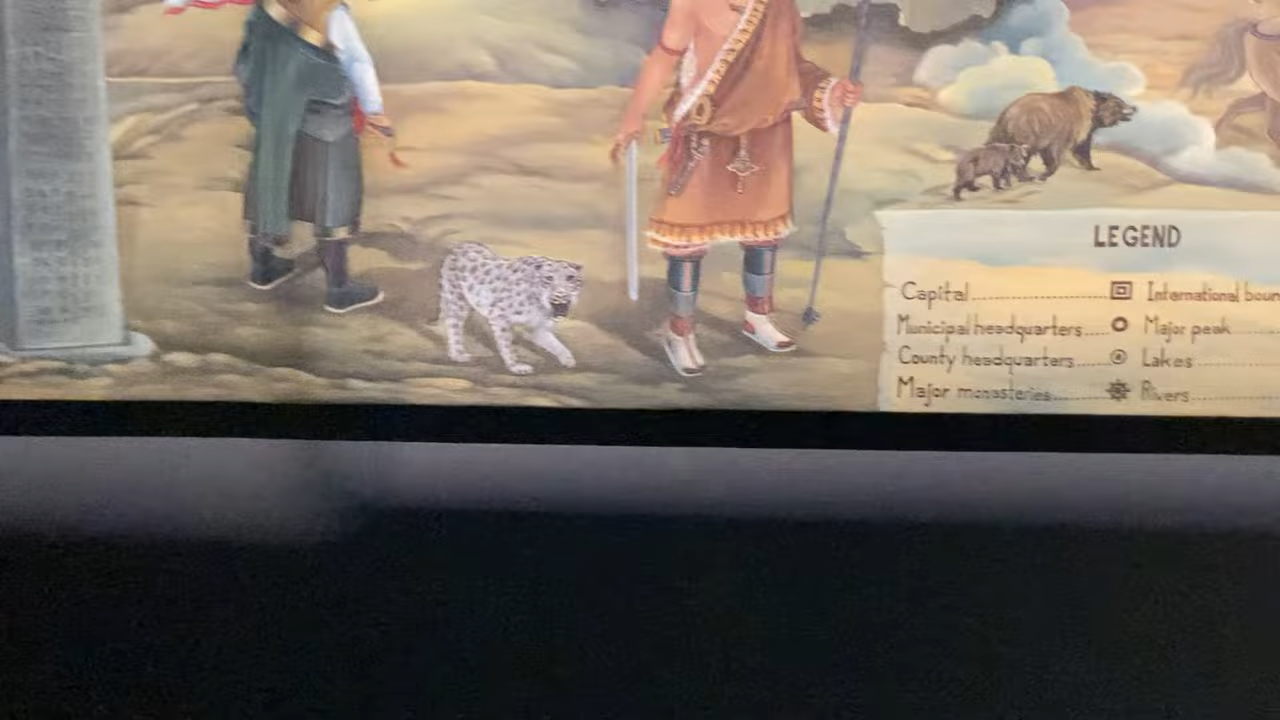 LEGEND
Capital
International boun
Municipal headquarters
Major peak
County headquarters
Lakes
Major monasteries
Rivers